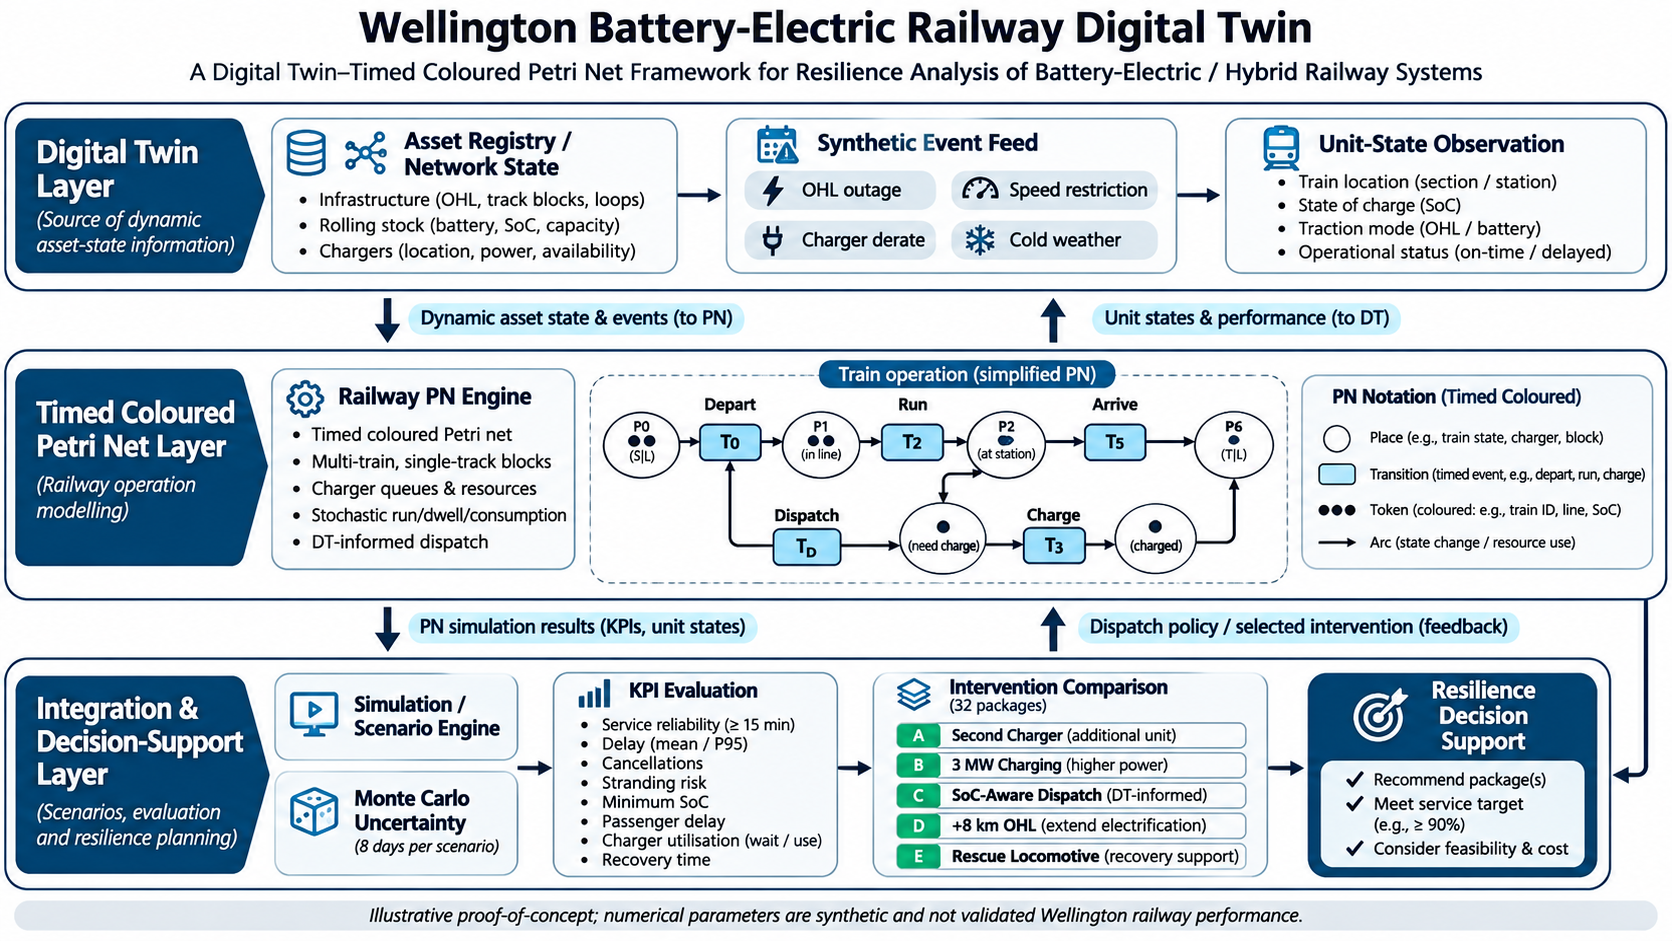 Wellington Battery-Electric Railway Digital Twin
A Digital Twin–Timed Coloured Petri Net Framework for Resilience Analysis of Battery-Electric / Hybrid Railway Systems
Digital Twin
Layer
(Source of dynamic
asset-state information)
Asset Registry /
Network State
• Infrastructure (OHL, track blocks, loops)
• Rolling stock (battery, SoC, capacity)
• Chargers (location, power, availability)
Synthetic Event Feed
OHL outage
Speed restriction
Charger derate
Cold weather
Unit-State Observation
• Train location (section / station)
• State of charge (SoC)
• Traction mode (OHL / battery)
• Operational status (on-time / delayed)
Dynamic asset state & events (to PN)
Unit states & performance (to DT)
Timed Coloured
Petri Net Layer
(Railway operation
modelling)
Railway PN Engine
• Timed coloured Petri net
• Multi-train, single-track blocks
• Charger queues & resources
• Stochastic run/dwell/consumption
• DT-informed dispatch
Train operation (simplified PN)
Depart
Run
Arrive
P0
(S|L)
T0
P1
(in line)
T2
P2
(at station)
T5
P6
(T|L)
Dispatch
TD
(need charge)
Charge
T3
(charged)
PN Notation (Timed Coloured)
Place (e.g., train state, charger, block)
Transition (timed event, e.g., depart, run, charge)
Token (coloured: e.g., train ID, line, SoC)
Arc (state change / resource use)
PN simulation results (KPIs, unit states)
Dispatch policy / selected intervention (feedback)
Integration &
Decision-Support
Layer
(Scenarios, evaluation
and resilience planning)
Simulation /
Scenario Engine
Monte Carlo
Uncertainty
(8 days per scenario)
KPI Evaluation
• Service reliability (≥ 15 min)
• Delay (mean / P95)
• Cancellations
• Stranding risk
• Minimum SoC
• Passenger delay
• Charger utilisation (wait / use)
• Recovery time
Intervention Comparison
(32 packages)
A Second Charger (additional unit)
B 3 MW Charging (higher power)
C SoC-Aware Dispatch (DT-informed)
D +8 km OHL (extend electrification)
E Rescue Locomotive (recovery support)
Resilience
Decision
Support
✓ Recommend package(s)
✓ Meet service target
(e.g., ≥ 90%)
✓ Consider feasibility & cost
Illustrative proof-of-concept; numerical parameters are synthetic and not validated Wellington railway performance.